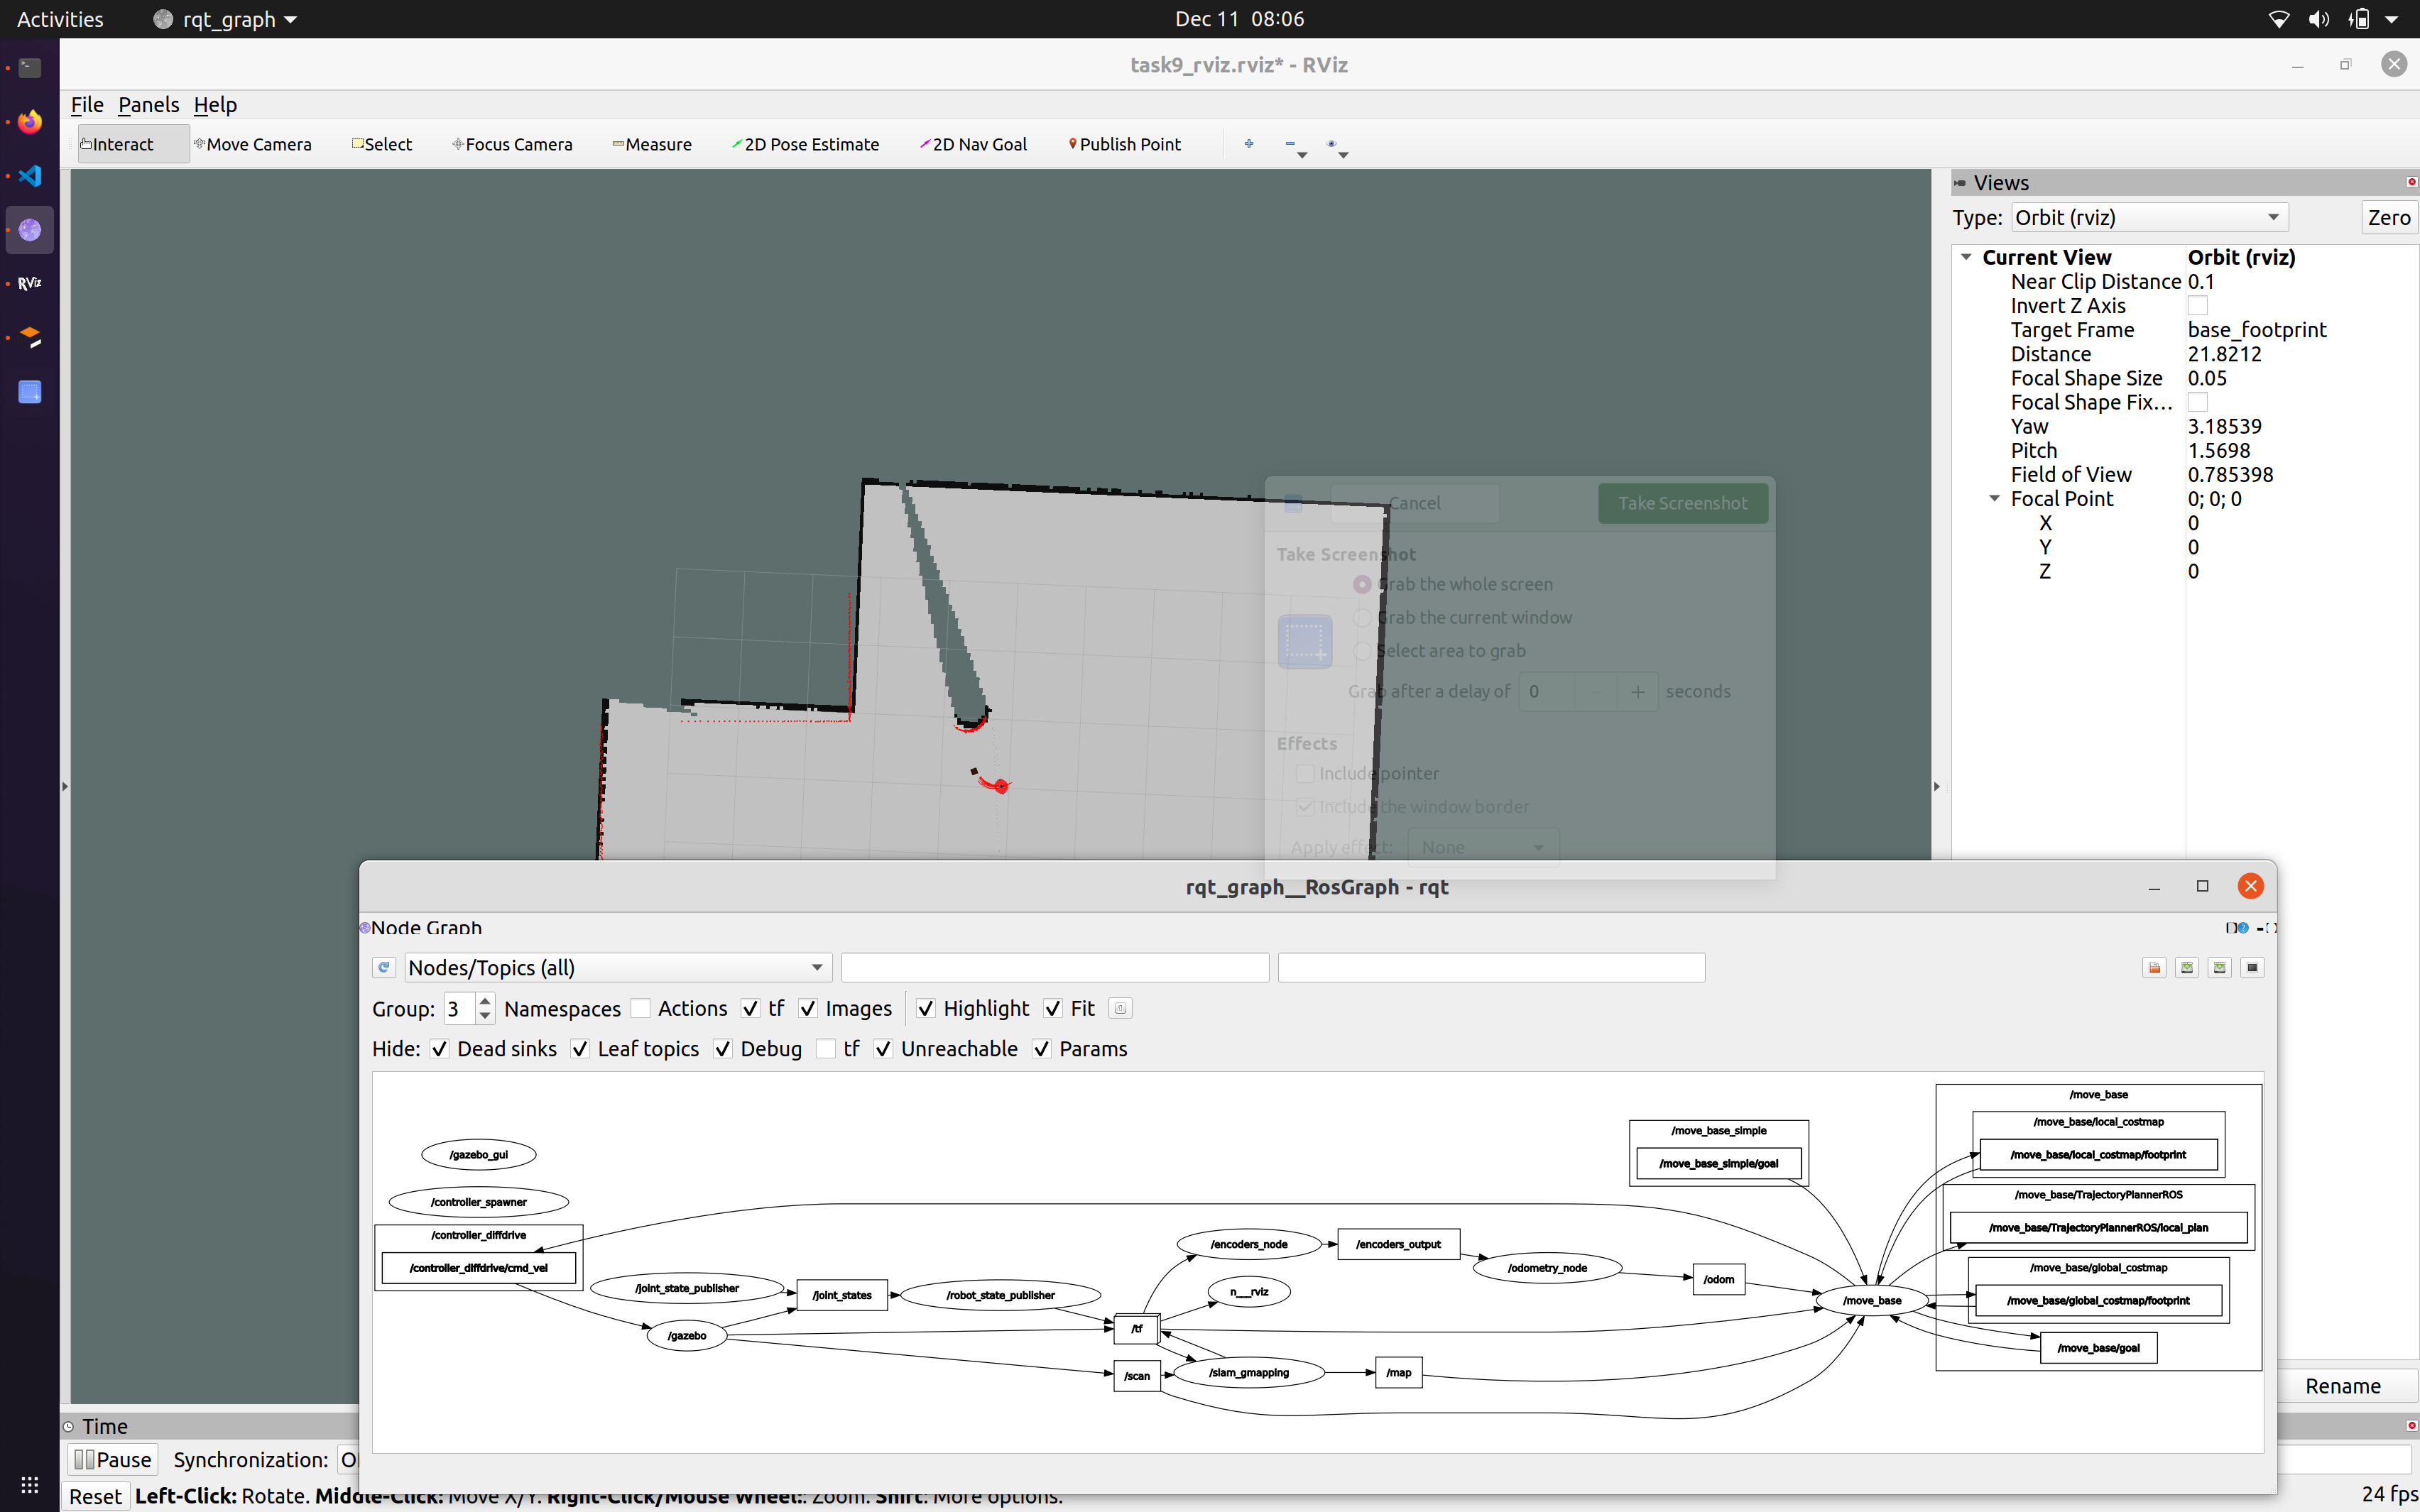 Activities rqt_graph Dec 11 08:06
task9_rviz.rviz* - RViz
File Panels Help
Interact Move Camera Select Focus Camera Measure 2D Pose Estimate 2D Nav Goal Publish Point
Views
Type: Orbit (rviz) Zero
Current View Orbit (rviz)
Near Clip Distance 0.1
Invert Z Axis
Target Frame base_footprint
Distance 21.8212
Focal Shape Size 0.05
Focal Shape Fix...
Yaw 3.18539
Pitch 1.5698
Field of View 0.785398
Focal Point 0; 0; 0
X 0
Y 0
Z 0
RViz
Cancel Take Screenshot
Take Screenshot
Grab the whole screen
Grab the current window
Select area to grab
Grab after a delay of 0 seconds
Effects
Include pointer
Include the window border
Apply effect: None
rqt_graph__RosGraph - rqt
Node Graph
Nodes/Topics (all)
Group: 3 Namespaces Actions tf Images Highlight Fit
Hide: Dead sinks Leaf topics Debug tf Unreachable Params
/gazebo_gui
/controller_spawner
/controller_diffdrive
/controller_diffdrive/cmd_vel
/joint_state_publisher
/gazebo
/joint_states
/robot_state_publisher
/tf
/scan
/encoders_node
n___rviz
/slam_gmapping
/encoders_output
/map
/odometry_node
/odom
/move_base_simple
/move_base_simple/goal
/move_base
/move_base
/move_base/local_costmap
/move_base/local_costmap/footprint
/move_base/TrajectoryPlannerROS
/move_base/TrajectoryPlannerROS/local_plan
/move_base/global_costmap
/move_base/global_costmap/footprint
/move_base/goal
Rename
Time
Pause Synchronization:
Reset Left-Click: Rotate. Middle-Click: Move X/Y. Right-Click/Mouse Wheel:: Zoom. Shift: More options. 24 fps